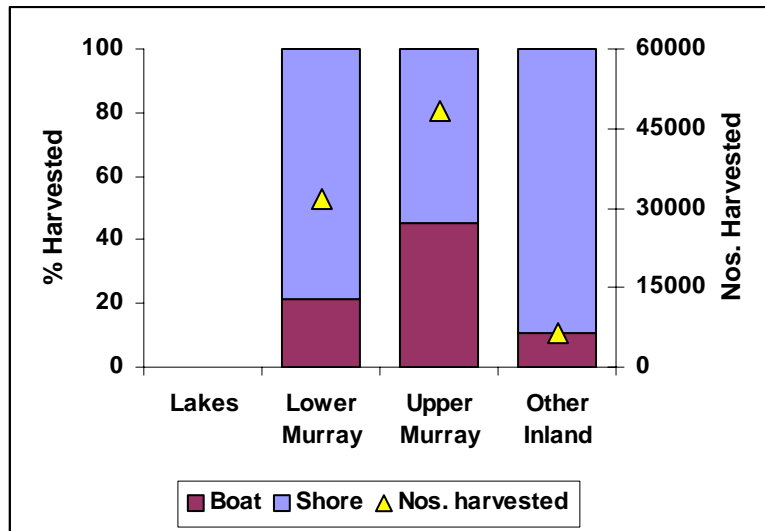 100
80
60
40
20
0
% Harvested
60000
45000
30000
15000
0
Nos. Harvested
Lakes
Lower
Murray
Upper
Murray
Other
Inland
Boat Shore Nos. harvested